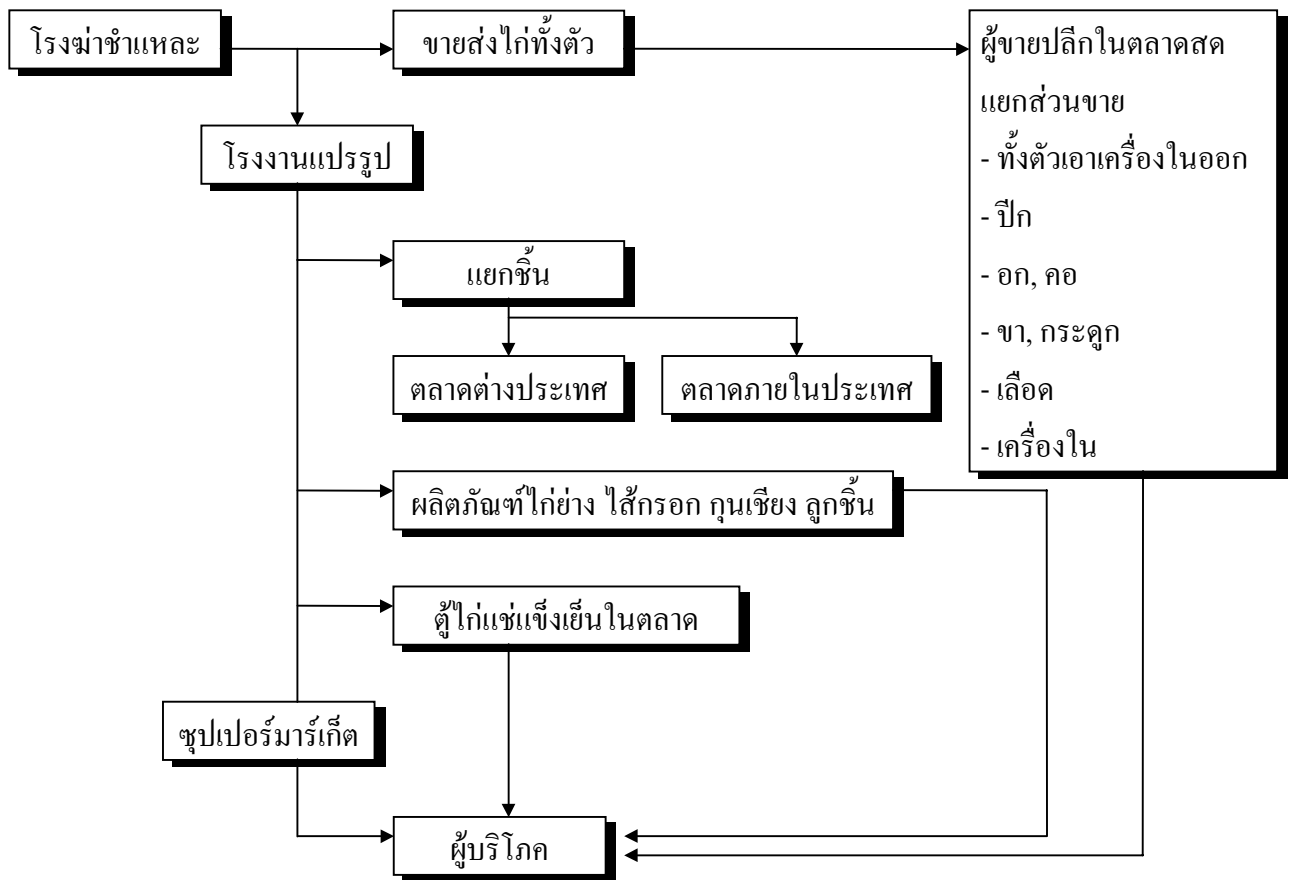 โรงฆ่าชำแหละ
ขายส่งไก่ทั้งตัว
ผู้ขายปลีกในตลาดสด
แยกส่วนขาย
- ทั้งตัวเอาเครื่องในออก
- ปีก
- อก, คอ
- ขา, กระดูก
- เลือด
- เครื่องใน
โรงงานแปรรูป
แยกชิ้น
ตลาดต่างประเทศ
ตลาดภายในประเทศ
ผลิตภัณฑ์ไก่ย่าง ไส้กรอก กุนเชียง ลูกชิ้น
ตู้ไก่แช่แข็งเย็นในตลาด
ซุปเปอร์มาร์เก็ต
ผู้บริโภค